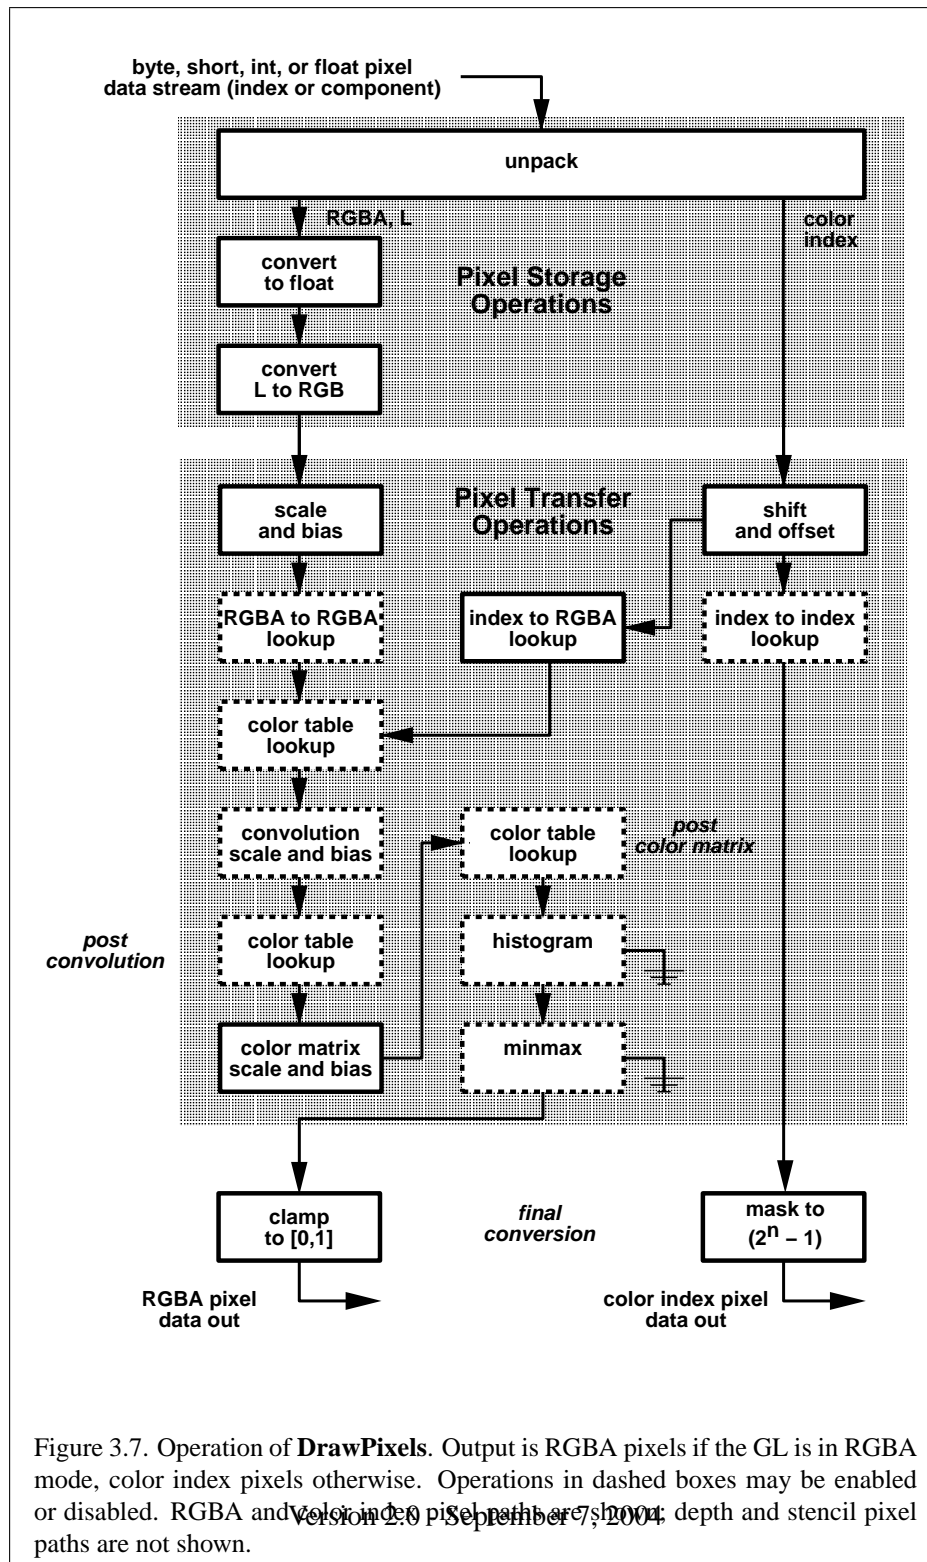 byte, short, int, or float pixel
data stream (index or component)
unpack
RGBA, L
color
index
convert
to float
Pixel Storage
Operations
convert
L to RGB
scale
and bias
Pixel Transfer
Operations
shift
and offset
RGBA to RGBA
lookup
index to RGBA
lookup
index to index
lookup
color table
lookup
convolution
scale and bias
color table
lookup
post
color matrix
post
convolution
color table
lookup
histogram
color matrix
scale and bias
minmax
clamp
to [0,1]
final
conversion
mask to
(2^n − 1)
RGBA pixel
data out
color index pixel
data out
Figure 3.7. Operation of DrawPixels. Output is RGBA pixels if the GL is in RGBA
mode, color index pixels otherwise. Operations in dashed boxes may be enabled
or disabled. RGBA and color index pixel paths are shown; depth and stencil pixel
Version 2.0 - September 7, 2004
paths are not shown.